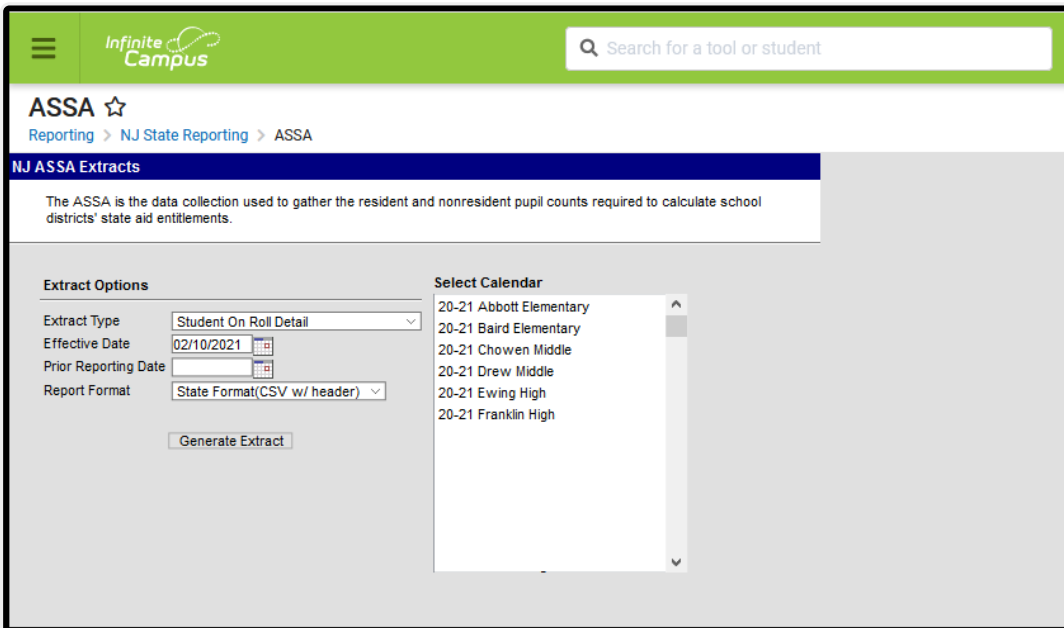 Infinite
Campus
Search for a tool or student
ASSA
Reporting > NJ State Reporting > ASSA
NJ ASSA Extracts
The ASSA is the data collection used to gather the resident and nonresident pupil counts required to calculate school
districts' state aid entitlements.
Extract Options
Extract Type Student On Roll Detail
Effective Date 02/10/2021
Prior Reporting Date
Report Format State Format(CSV w/ header)
Generate Extract
Select Calendar
20-21 Abbott Elementary
20-21 Baird Elementary
20-21 Chowen Middle
20-21 Drew Middle
20-21 Ewing High
20-21 Franklin High